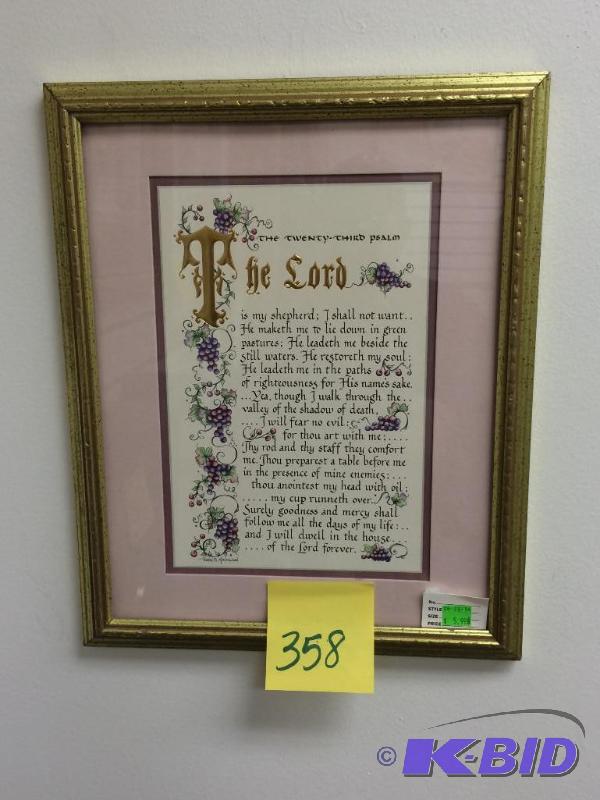 THE TWENTY-THIRD PSALM
The Lord
is my shepherd; I shall not want..
He maketh me to lie down in green
pastures; He leadeth me beside the
still waters. He restoreth my soul:
He leadeth me in the paths
of righteousness for His name's sake.
...Yea, though I walk through the..
valley of the shadow of death,
....I will fear no evil:
for thou art with me:....
Thy rod and thy staff they comfort
me. Thou preparest a table before me
in the presence of mine enemies:...
thou anointest my head with oil;
.....my cup runneth over.
Surely goodness and mercy shall
follow me all the days of my life:..
and I will dwell in the house....
....of the Lord forever.
STYLE
SIZE
PRICE
358
© K-BID